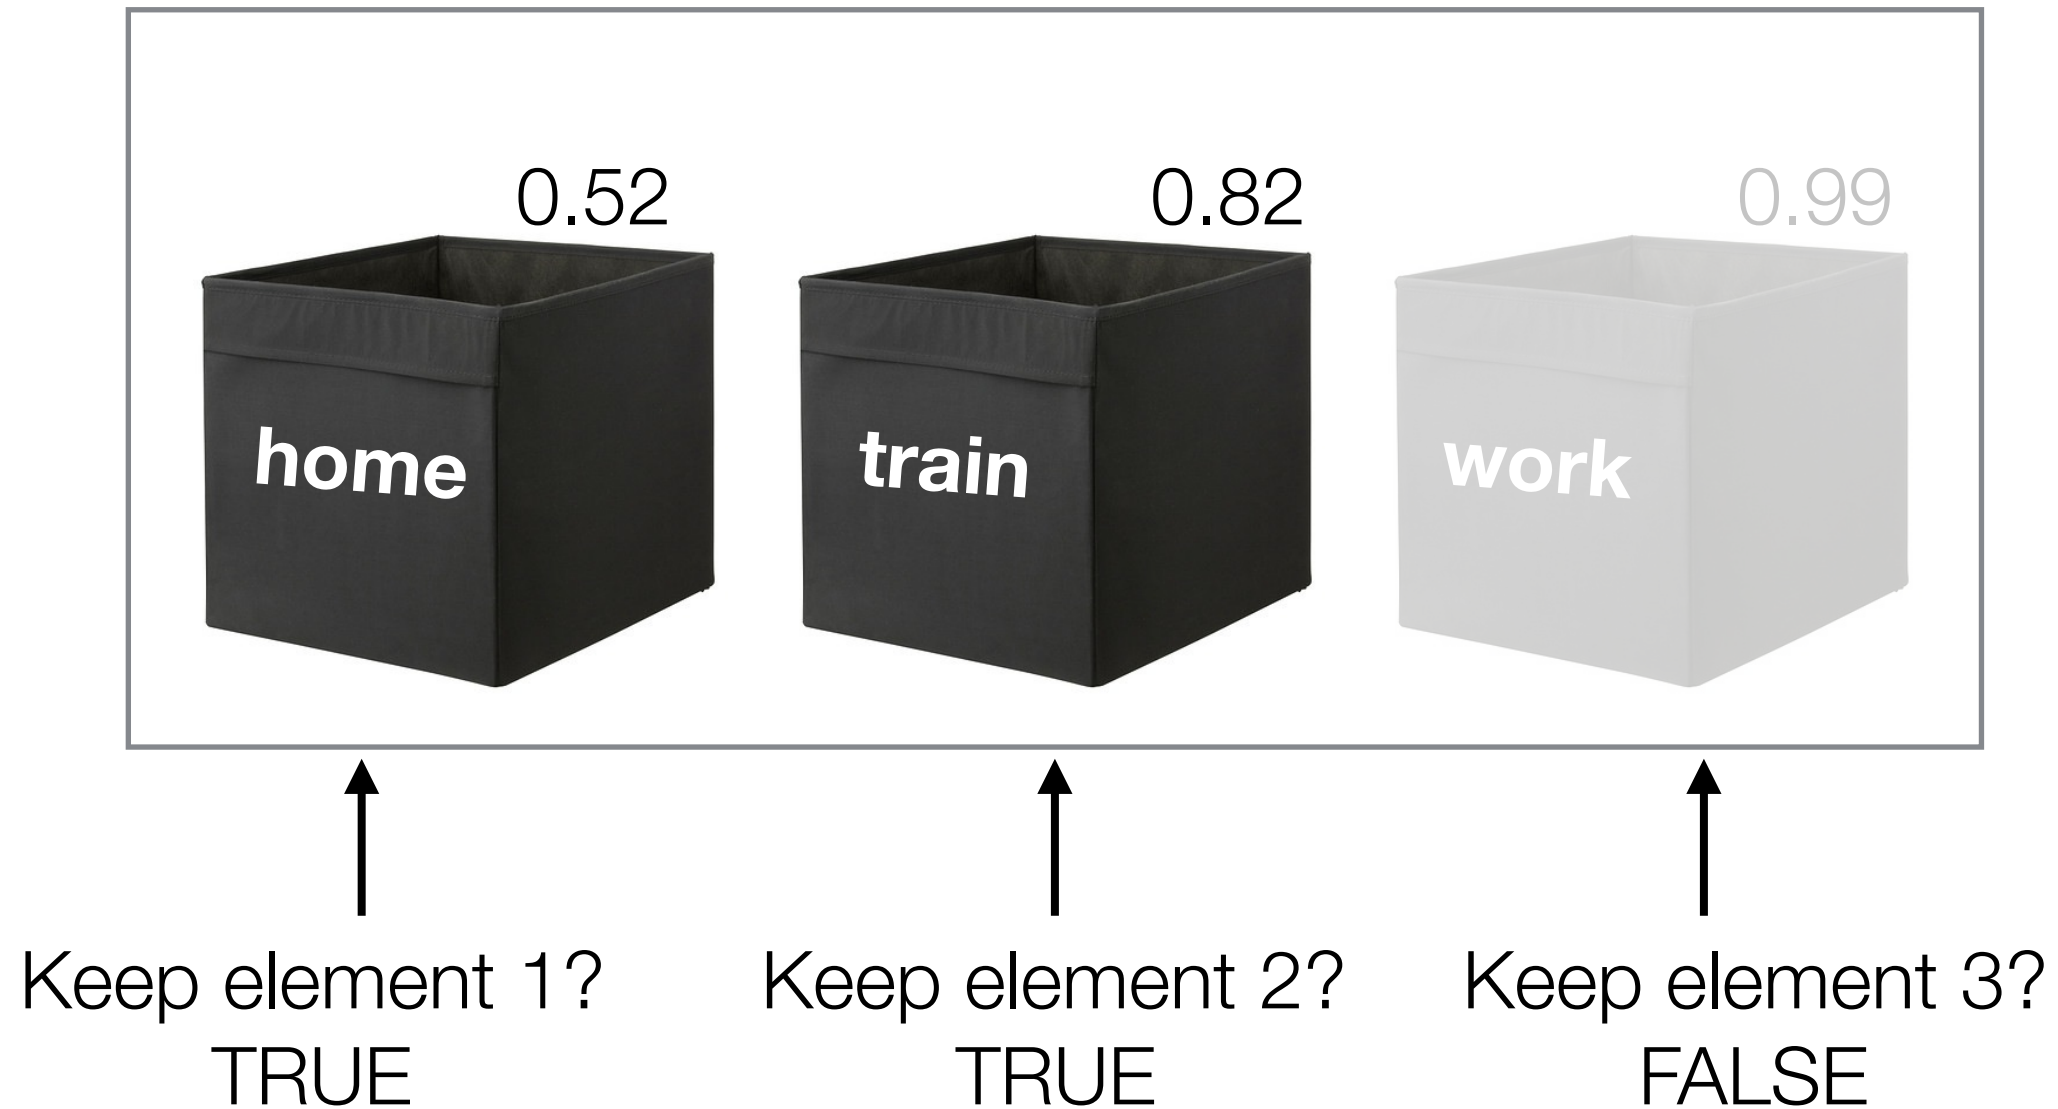 0.52
0.82
0.99
home
train
work
Keep element 1?
TRUE
Keep element 2?
TRUE
Keep element 3?
FALSE